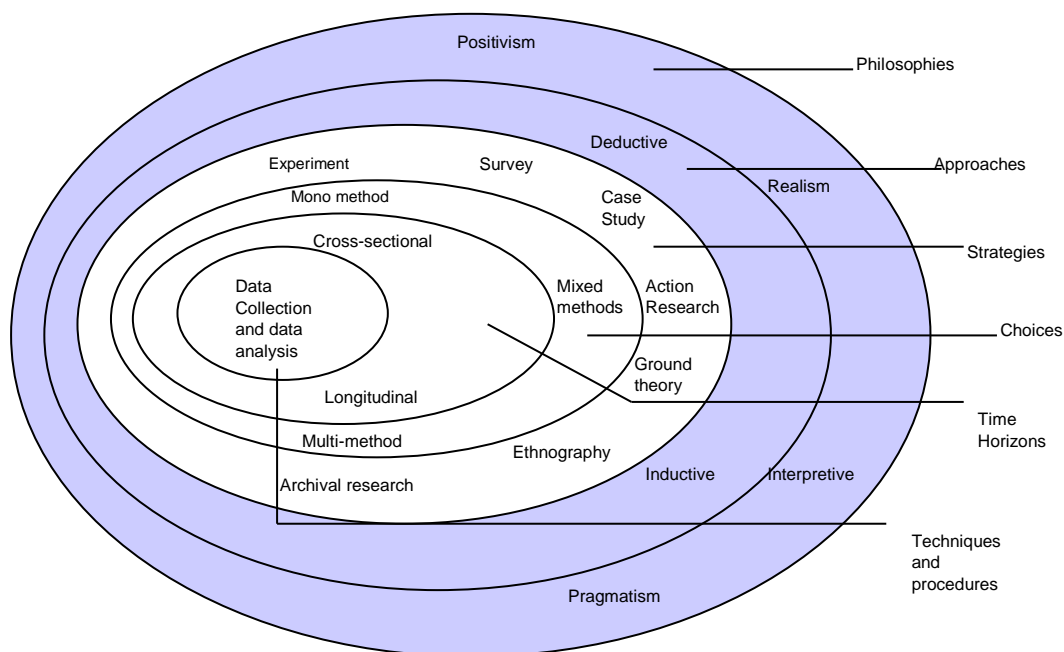 Positivism
Philosophies
Deductive
Approaches
Realism
Experiment
Survey
Mono method
Case
Study
Cross-sectional
Strategies
Data
Collection
and data
analysis
Mixed
methods
Action
Research
Choices
Ground
theory
Longitudinal
Time
Horizons
Multi-method
Ethnography
Inductive
Interpretive
Archival research
Techniques
and
procedures
Pragmatism